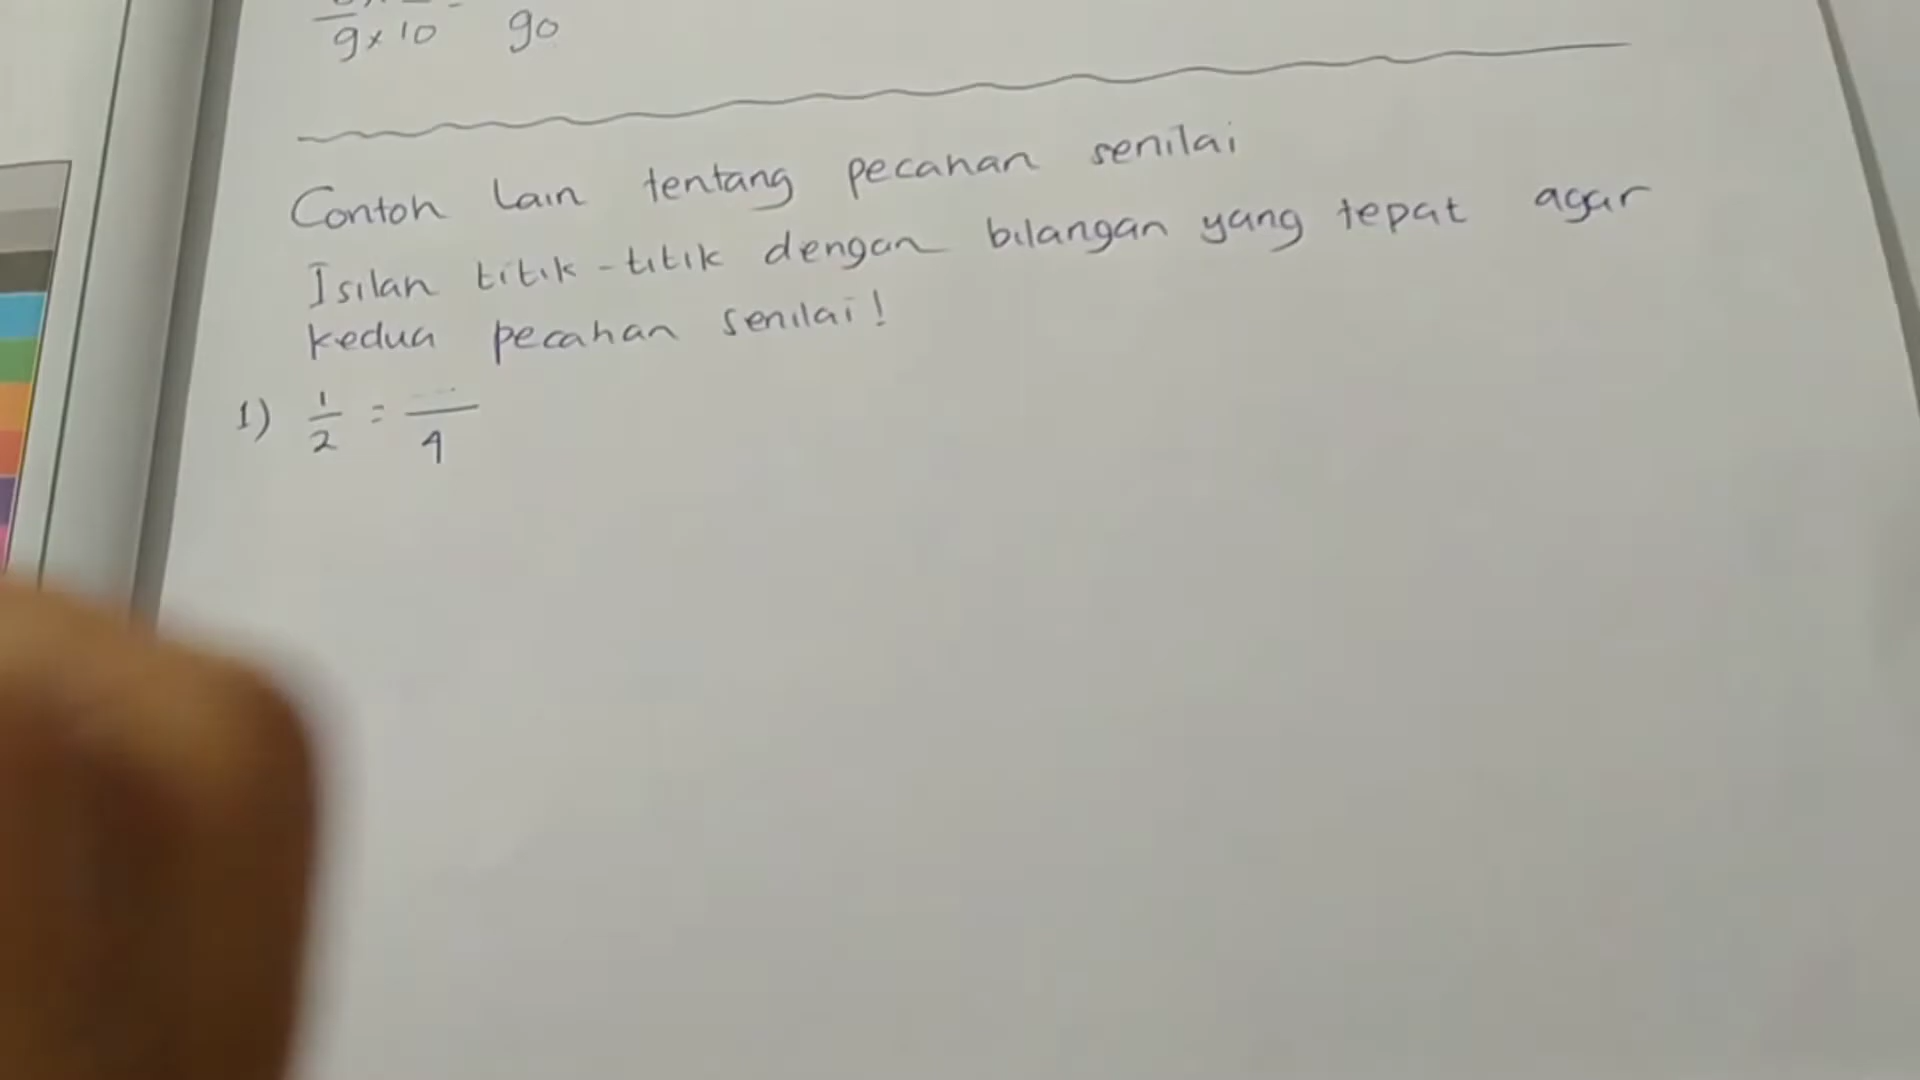 9 x 10 90
Contoh lain tentang pecahan senilai
Isilah titik-titik dengan bilangan yang tepat agar
kedua pecahan senilai!
1) 1/2 = .../4